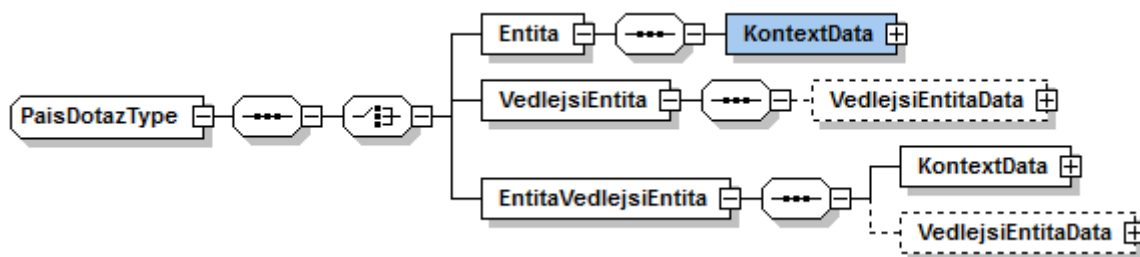 Entita
KontextData
PaisDotazType
VedlejsiEntita
VedlejsiEntitaData
EntitaVedlejsiEntita
KontextData
VedlejsiEntitaData